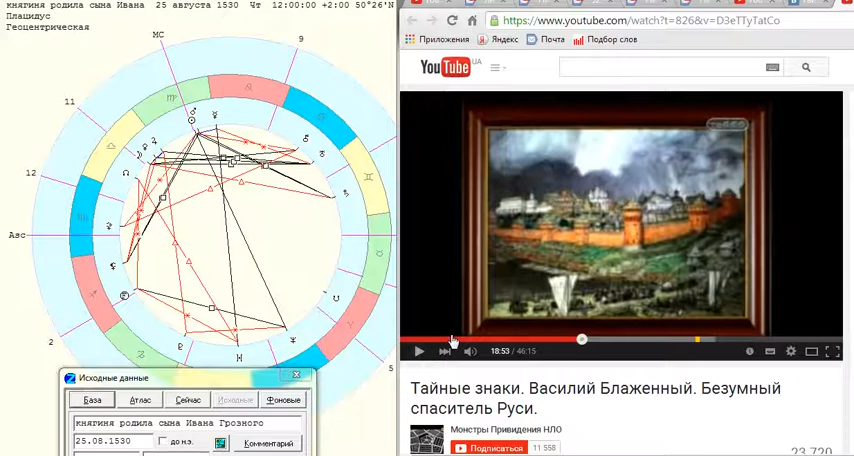 княгиня родила сына Ивана 25 августа 1530 Чт 12:00:00 +2:00 50°26'N
Плацидус
Геоцентрическая
MC
9
11
12
Asc
2
5
Исходные данные
База
Атлас
Сейчас
Исходные
Фоновые
княгиня родила сына Ивана Грозного
25.08.1530
до н.э.
Комментарий
https://www.youtube.com/watch?t=826&v=D3eTTyTatCo
Приложения
Яндекс
Почта
Подбор слов
YouTube UA
18:53 / 46:15
Тайные знаки. Василий Блаженный. Безумный
спаситель Руси.
Монстры Привидения НЛО
Подписаться
11 558
23 720